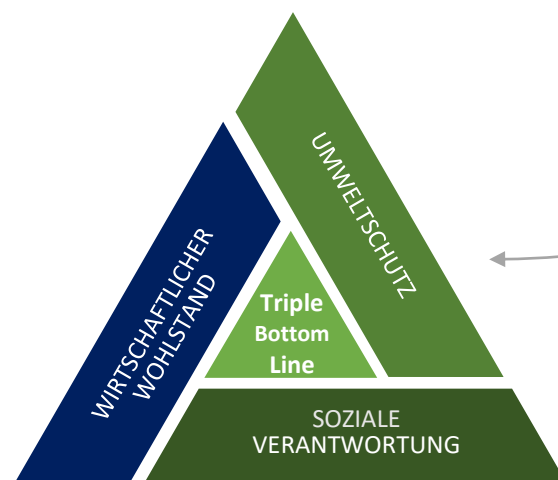 UMWELTSCHUTZ
WIRTSCHAFTLICHER
WOHLSTAND
Triple
Bottom
Line
SOZIALE
VERANTWORTUNG